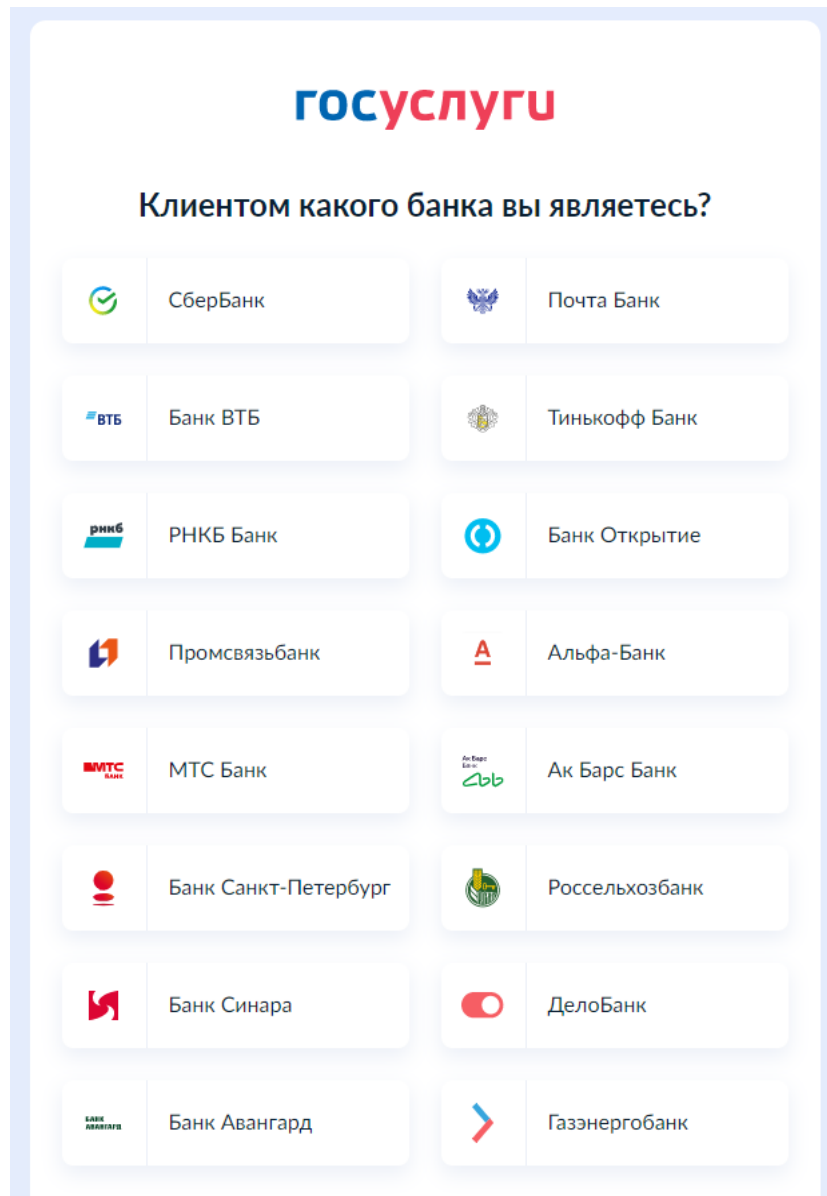 госуслуги
Клиентом какого банка вы являетесь?
СберБанк
Почта Банк
ВТБ
Банк ВТБ
Тинькофф Банк
рнкб
РНКБ Банк
Банк Открытие
Промсвязьбанк
А
Альфа-Банк
МТС
БАНК
МТС Банк
Ак Барс
Банк
Ак Барс Банк
Банк Санкт-Петербург
Россельхозбанк
Банк Синара
ДелоБанк
БАНК
АВАНГАРД
Банк Авангард
Газэнергобанк